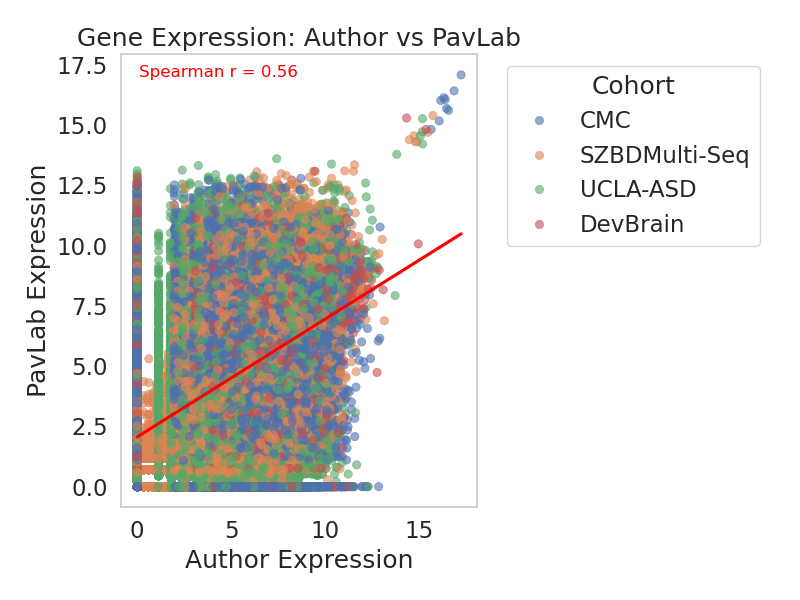 Gene Expression: Author vs PavLab
Spearman r = 0.56
17.5
15.0
12.5
10.0
7.5
5.0
2.5
0.0
PavLab Expression
0 5 10 15
Author Expression
Cohort
CMC
SZBDMulti-Seq
UCLA-ASD
DevBrain